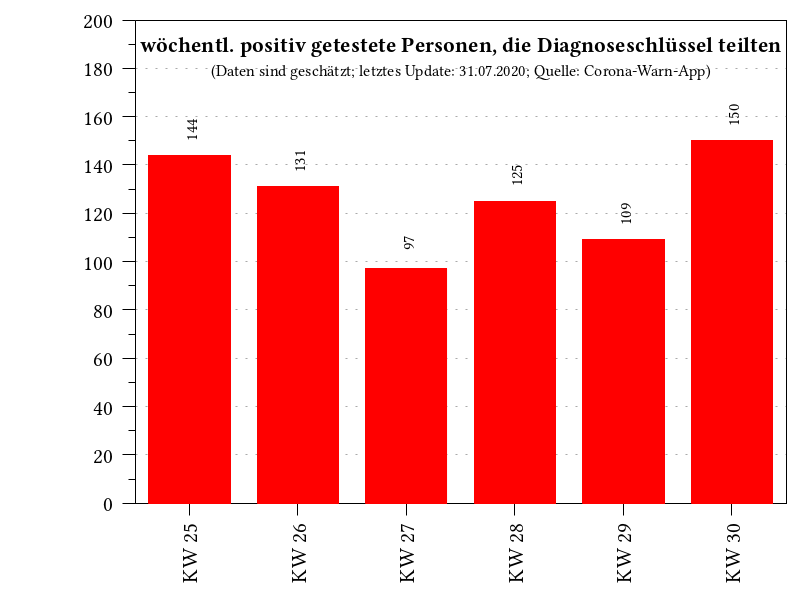 wöchentl. positiv getestete Personen, die Diagnoseschlüssel teilten
(Daten sind geschätzt; letztes Update: 31.07.2020; Quelle: Corona-Warn-App)
200
180
160
140
120
100
80
60
40
20
0
144
131
97
125
109
150
KW 25
KW 26
KW 27
KW 28
KW 29
KW 30